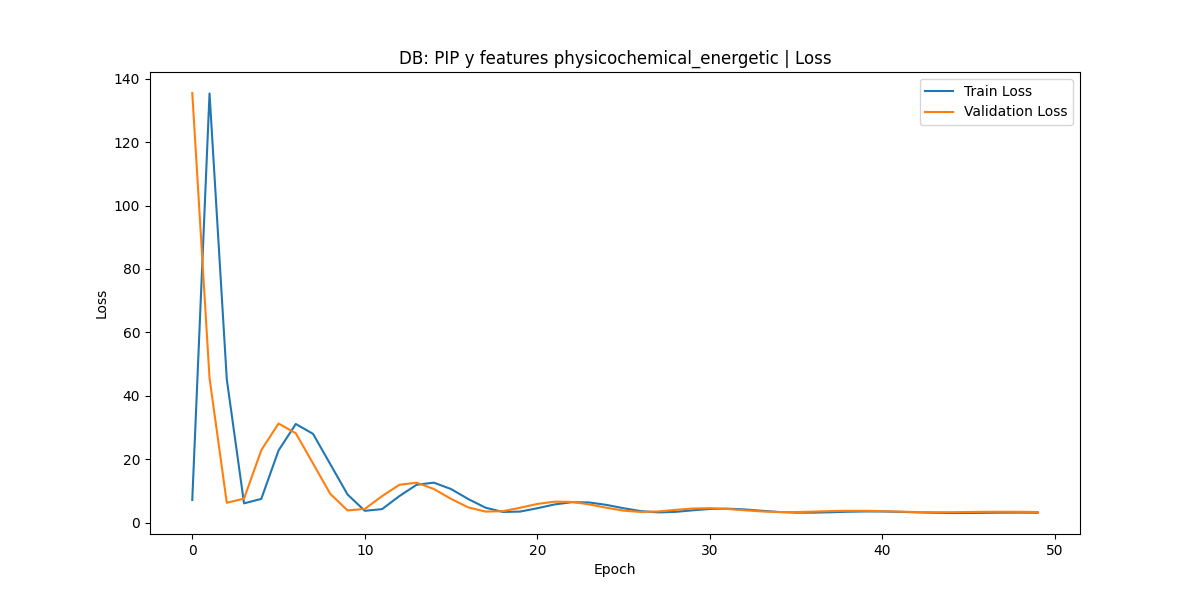 DB: PIP y features physicochemical_energetic | Loss
Train Loss
Validation Loss
140
120
100
80
60
40
20
0
Loss
0 10 20 30 40 50
Epoch